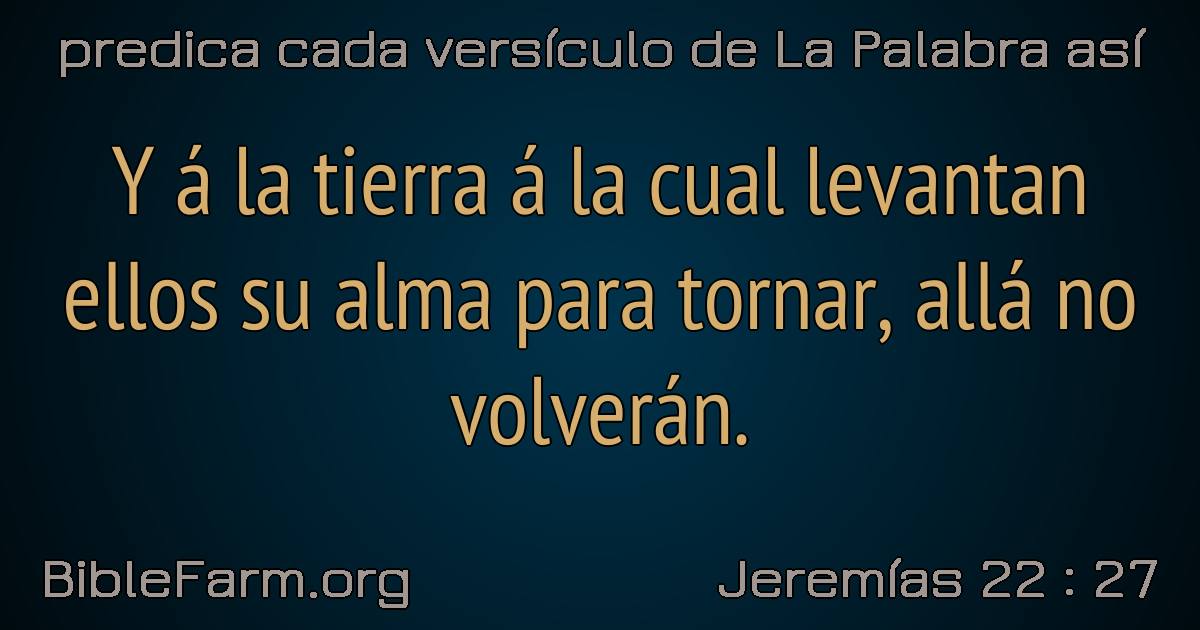 predica cada versículo de La Palabra así
Y á la tierra á la cual levantan
ellos su alma para tornar, allá no
volverán.
BibleFarm.org
Jeremías 22 : 27